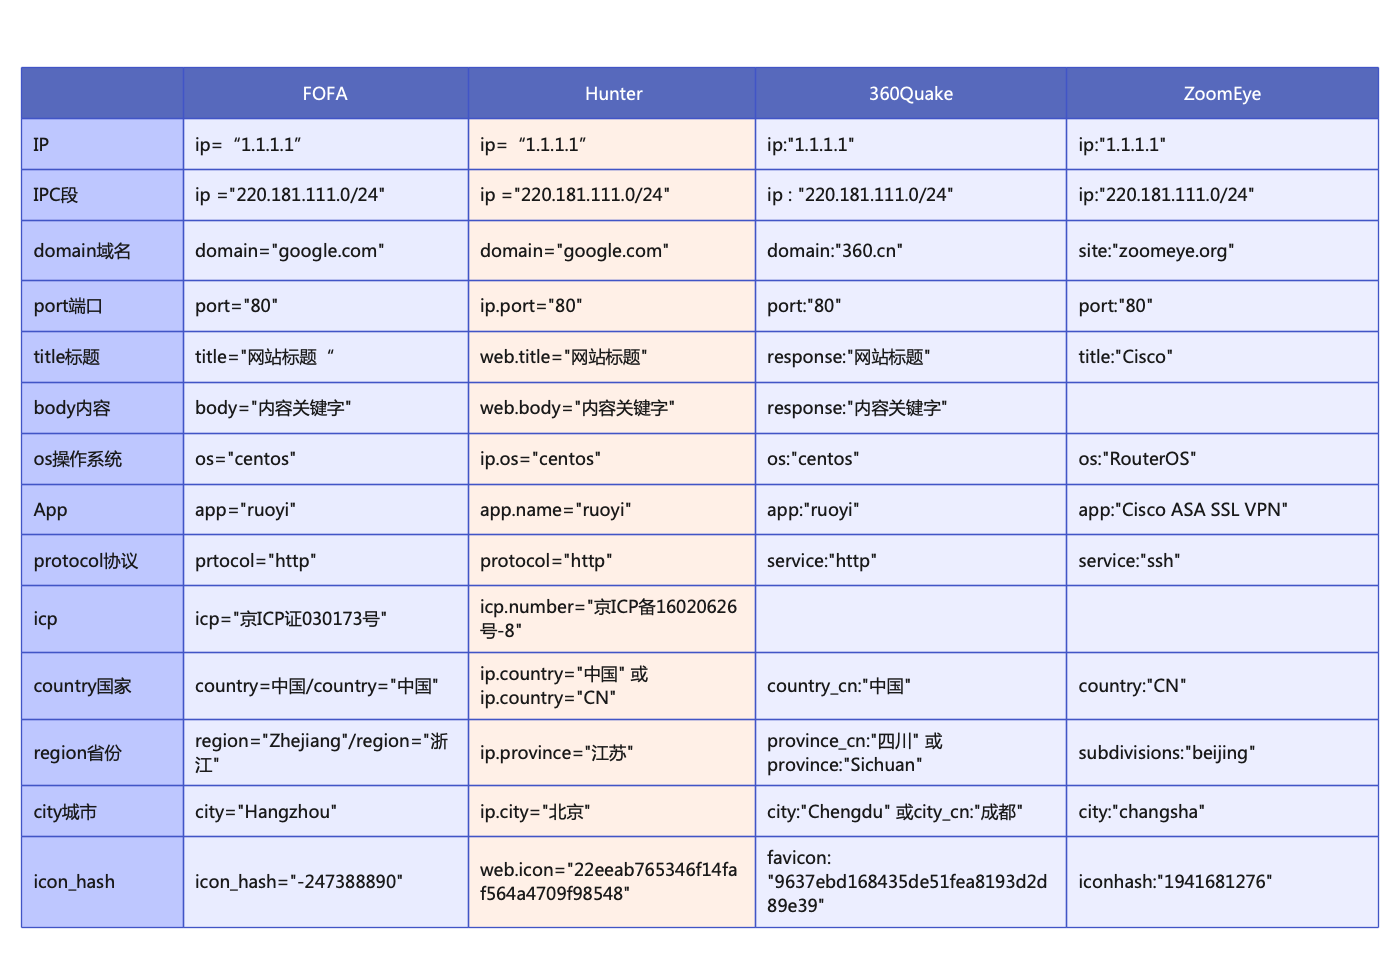 FOFA Hunter 360Quake ZoomEye
IP ip=“1.1.1.1” ip=“1.1.1.1” ip:"1.1.1.1" ip:"1.1.1.1"
IPC段 ip ="220.181.111.0/24" ip ="220.181.111.0/24" ip : "220.181.111.0/24" ip:"220.181.111.0/24"
domain域名 domain="google.com" domain="google.com" domain:"360.cn" site:"zoomeye.org"
port端口 port="80" ip.port="80" port:"80" port:"80"
title标题 title="网站标题“ web.title="网站标题" response:"网站标题" title:"Cisco"
body内容 body="内容关键字" web.body="内容关键字" response:"内容关键字"
os操作系统 os="centos" ip.os="centos" os:"centos" os:"RouterOS"
App app="ruoyi" app.name="ruoyi" app:"ruoyi" app:"Cisco ASA SSL VPN"
protocol协议 prtocol="http" protocol="http" service:"http" service:"ssh"
icp icp="京ICP证030173号" icp.number="京ICP备16020626
号-8"
country国家 country=中国/country="中国" ip.country="中国" 或
ip.country="CN"
country_cn:"中国" country:"CN"
region省份 region="Zhejiang"/region="浙
江"
ip.province="江苏" province_cn:"四川" 或
province:"Sichuan"
subdivisions:"beijing"
city城市 city="Hangzhou" ip.city="北京" city:"Chengdu" 或city_cn:"成都" city:"changsha"
icon_hash icon_hash="-247388890" web.icon="22eeab765346f14fa
f564a4709f98548"
favicon:
"9637ebd168435de51fea8193d2d
89e39"
iconhash:"1941681276"